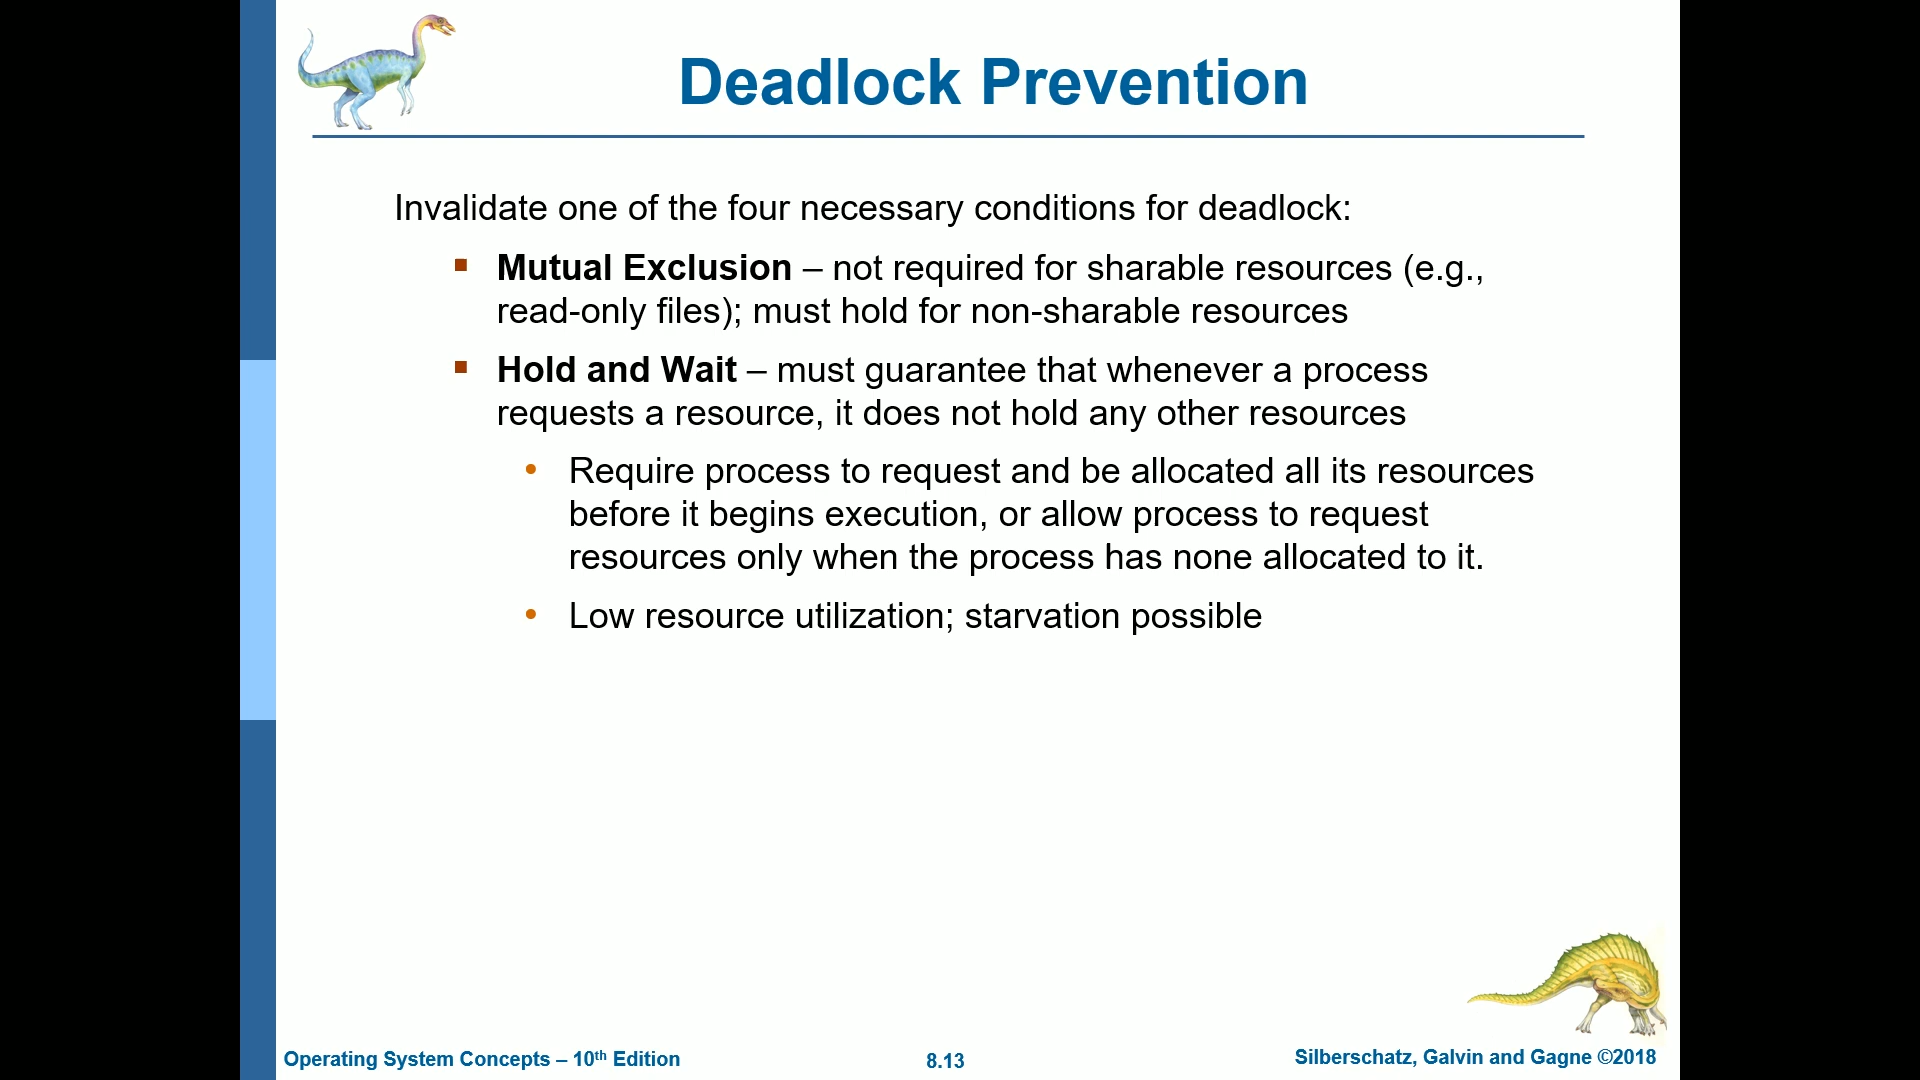 Deadlock Prevention
Invalidate one of the four necessary conditions for deadlock:
▪ Mutual Exclusion – not required for sharable resources (e.g.,
read-only files); must hold for non-sharable resources
▪ Hold and Wait – must guarantee that whenever a process
requests a resource, it does not hold any other resources
• Require process to request and be allocated all its resources
before it begins execution, or allow process to request
resources only when the process has none allocated to it.
• Low resource utilization; starvation possible
Operating System Concepts – 10th Edition
8.13
Silberschatz, Galvin and Gagne ©2018